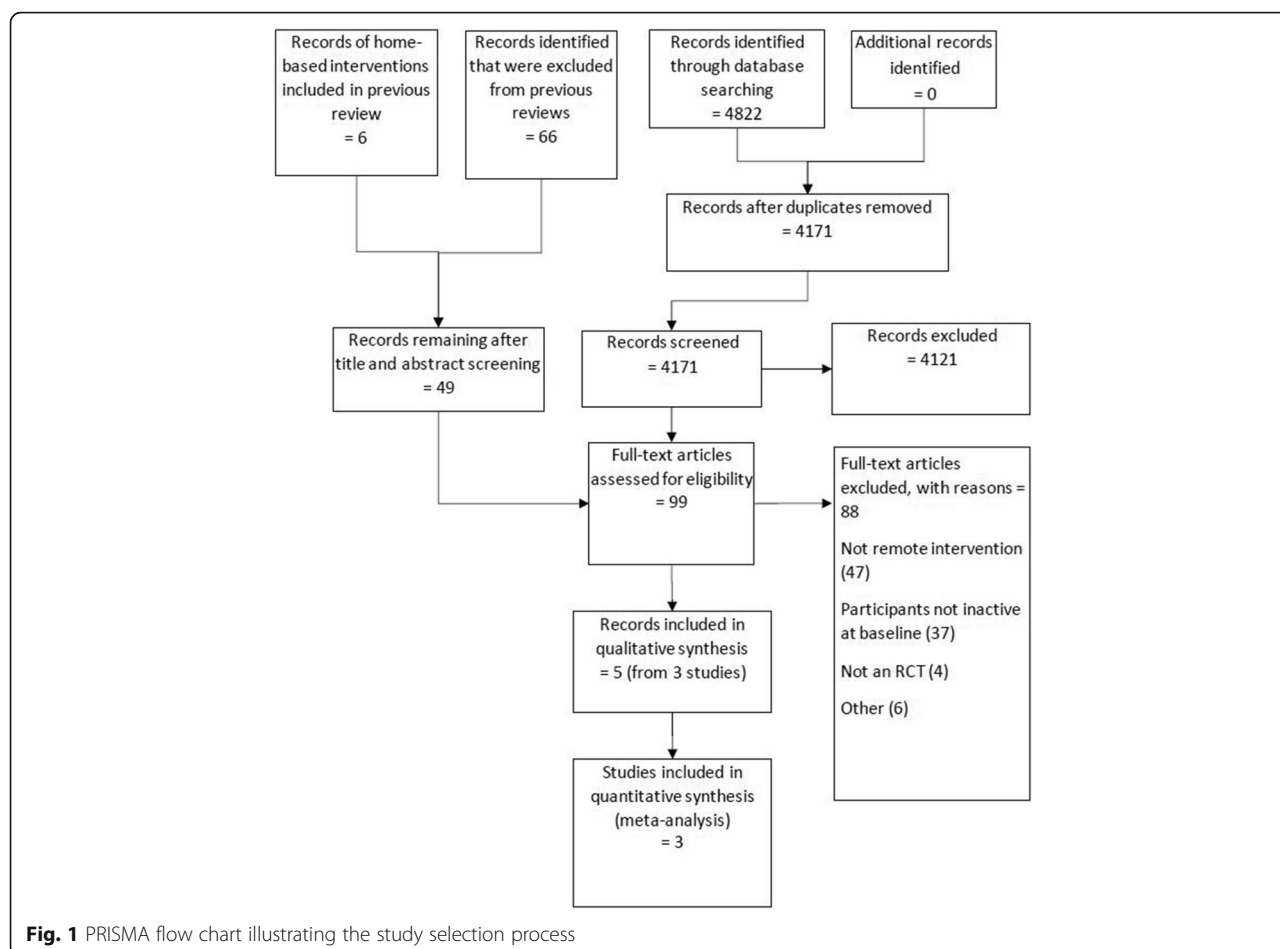 Records of home-
based interventions
included in previous
review
= 6
Records identified
that were excluded
from previous
reviews
= 66
Records identified
through database
searching
= 4822
Additional records
identified
= 0
Records after duplicates removed
= 4171
Records remaining after
title and abstract screening
= 49
Records screened
= 4171
Records excluded
= 4121
Full-text articles
assessed for eligibility
= 99
Full-text articles
excluded, with reasons =
88
Not remote intervention
(47)
Participants not inactive
at baseline (37)
Not an RCT (4)
Other (6)
Records included in
qualitative synthesis
= 5 (from 3 studies)
Studies included in
quantitative synthesis
(meta-analysis)
= 3
Fig. 1 PRISMA flow chart illustrating the study selection process